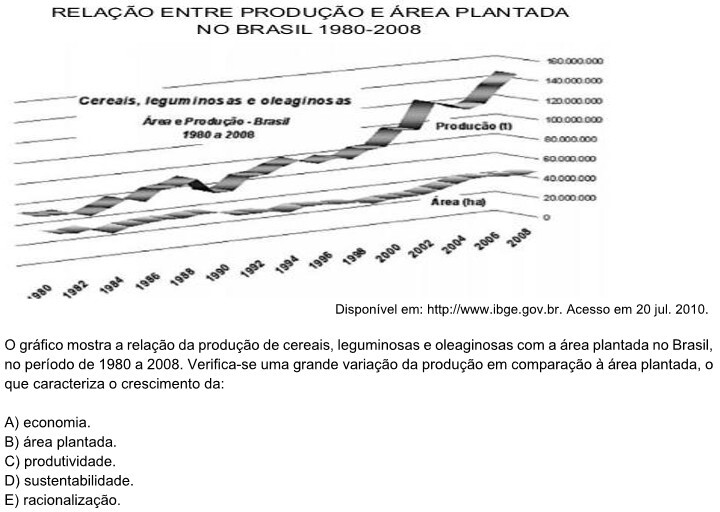 RELAÇÃO ENTRE PRODUÇÃO E ÁREA PLANTADA
NO BRASIL 1980-2008
Cereais, leguminosas e oleaginosas
Área e Produção - Brasil
1980 a 2008
Produção (t)
Área (ha)
160.000.000
140.000.000
120.000.000
100.000.000
80.000.000
60.000.000
40.000.000
20.000.000
0
1980 1982 1984 1986 1988 1990 1992 1994 1996 1998 2000 2002 2004 2006 2008
Disponível em: http://www.ibge.gov.br. Acesso em 20 jul. 2010.
O gráfico mostra a relação da produção de cereais, leguminosas e oleaginosas com a área plantada no Brasil,
no período de 1980 a 2008. Verifica-se uma grande variação da produção em comparação à área plantada, o
que caracteriza o crescimento da:
A) economia.
B) área plantada.
C) produtividade.
D) sustentabilidade.
E) racionalização.